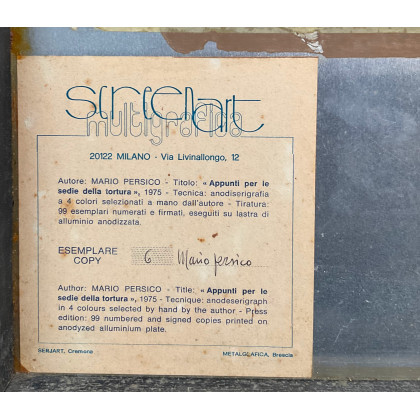 screenart
multigrafica
20122 MILANO - Via Livinallongo, 12
Autore: MARIO PERSICO - Titolo: « Appunti per le
sedie della tortura », 1975 - Tecnica: anodiserigrafia
a 4 colori selezionati a mano dall'autore - Tiratura:
99 esemplari numerati e firmati, eseguiti su lastra di
alluminio anodizzata.
ESEMPLARE
COPY 6 Mario Persico
Author: MARIO PERSICO - Title: « Appunti per le
sedie della tortura », 1975 - Technique: anodeserigraph
in 4 colours selected by hand by the author - Press
edition: 99 numbered and signed copies printed on
anodyzed alluminium plate.
SERJART, Cremona METALGLAFICA, Brescia